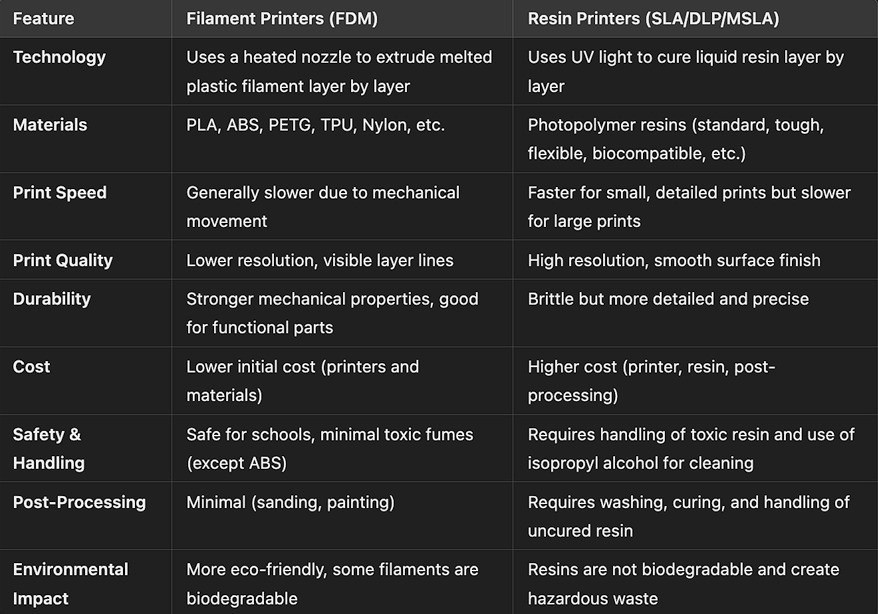 Feature Filament Printers (FDM) Resin Printers (SLA/DLP/MSLA)
Technology Uses a heated nozzle to extrude melted Uses UV light to cure liquid resin layer by
plastic filament layer by layer layer
Materials PLA, ABS, PETG, TPU, Nylon, etc. Photopolymer resins (standard, tough,
flexible, biocompatible, etc.)
Print Speed Generally slower due to mechanical Faster for small, detailed prints but slower
movement for large prints
Print Quality Lower resolution, visible layer lines High resolution, smooth surface finish
Durability Stronger mechanical properties, good Brittle but more detailed and precise
for functional parts
Cost Lower initial cost (printers and Higher cost (printer, resin, post-
materials) processing)
Safety & Safe for schools, minimal toxic fumes Requires handling of toxic resin and use of
Handling (except ABS) isopropyl alcohol for cleaning
Post-Processing Minimal (sanding, painting) Requires washing, curing, and handling of
uncured resin
Environmental More eco-friendly, some filaments are Resins are not biodegradable and create
Impact biodegradable hazardous waste